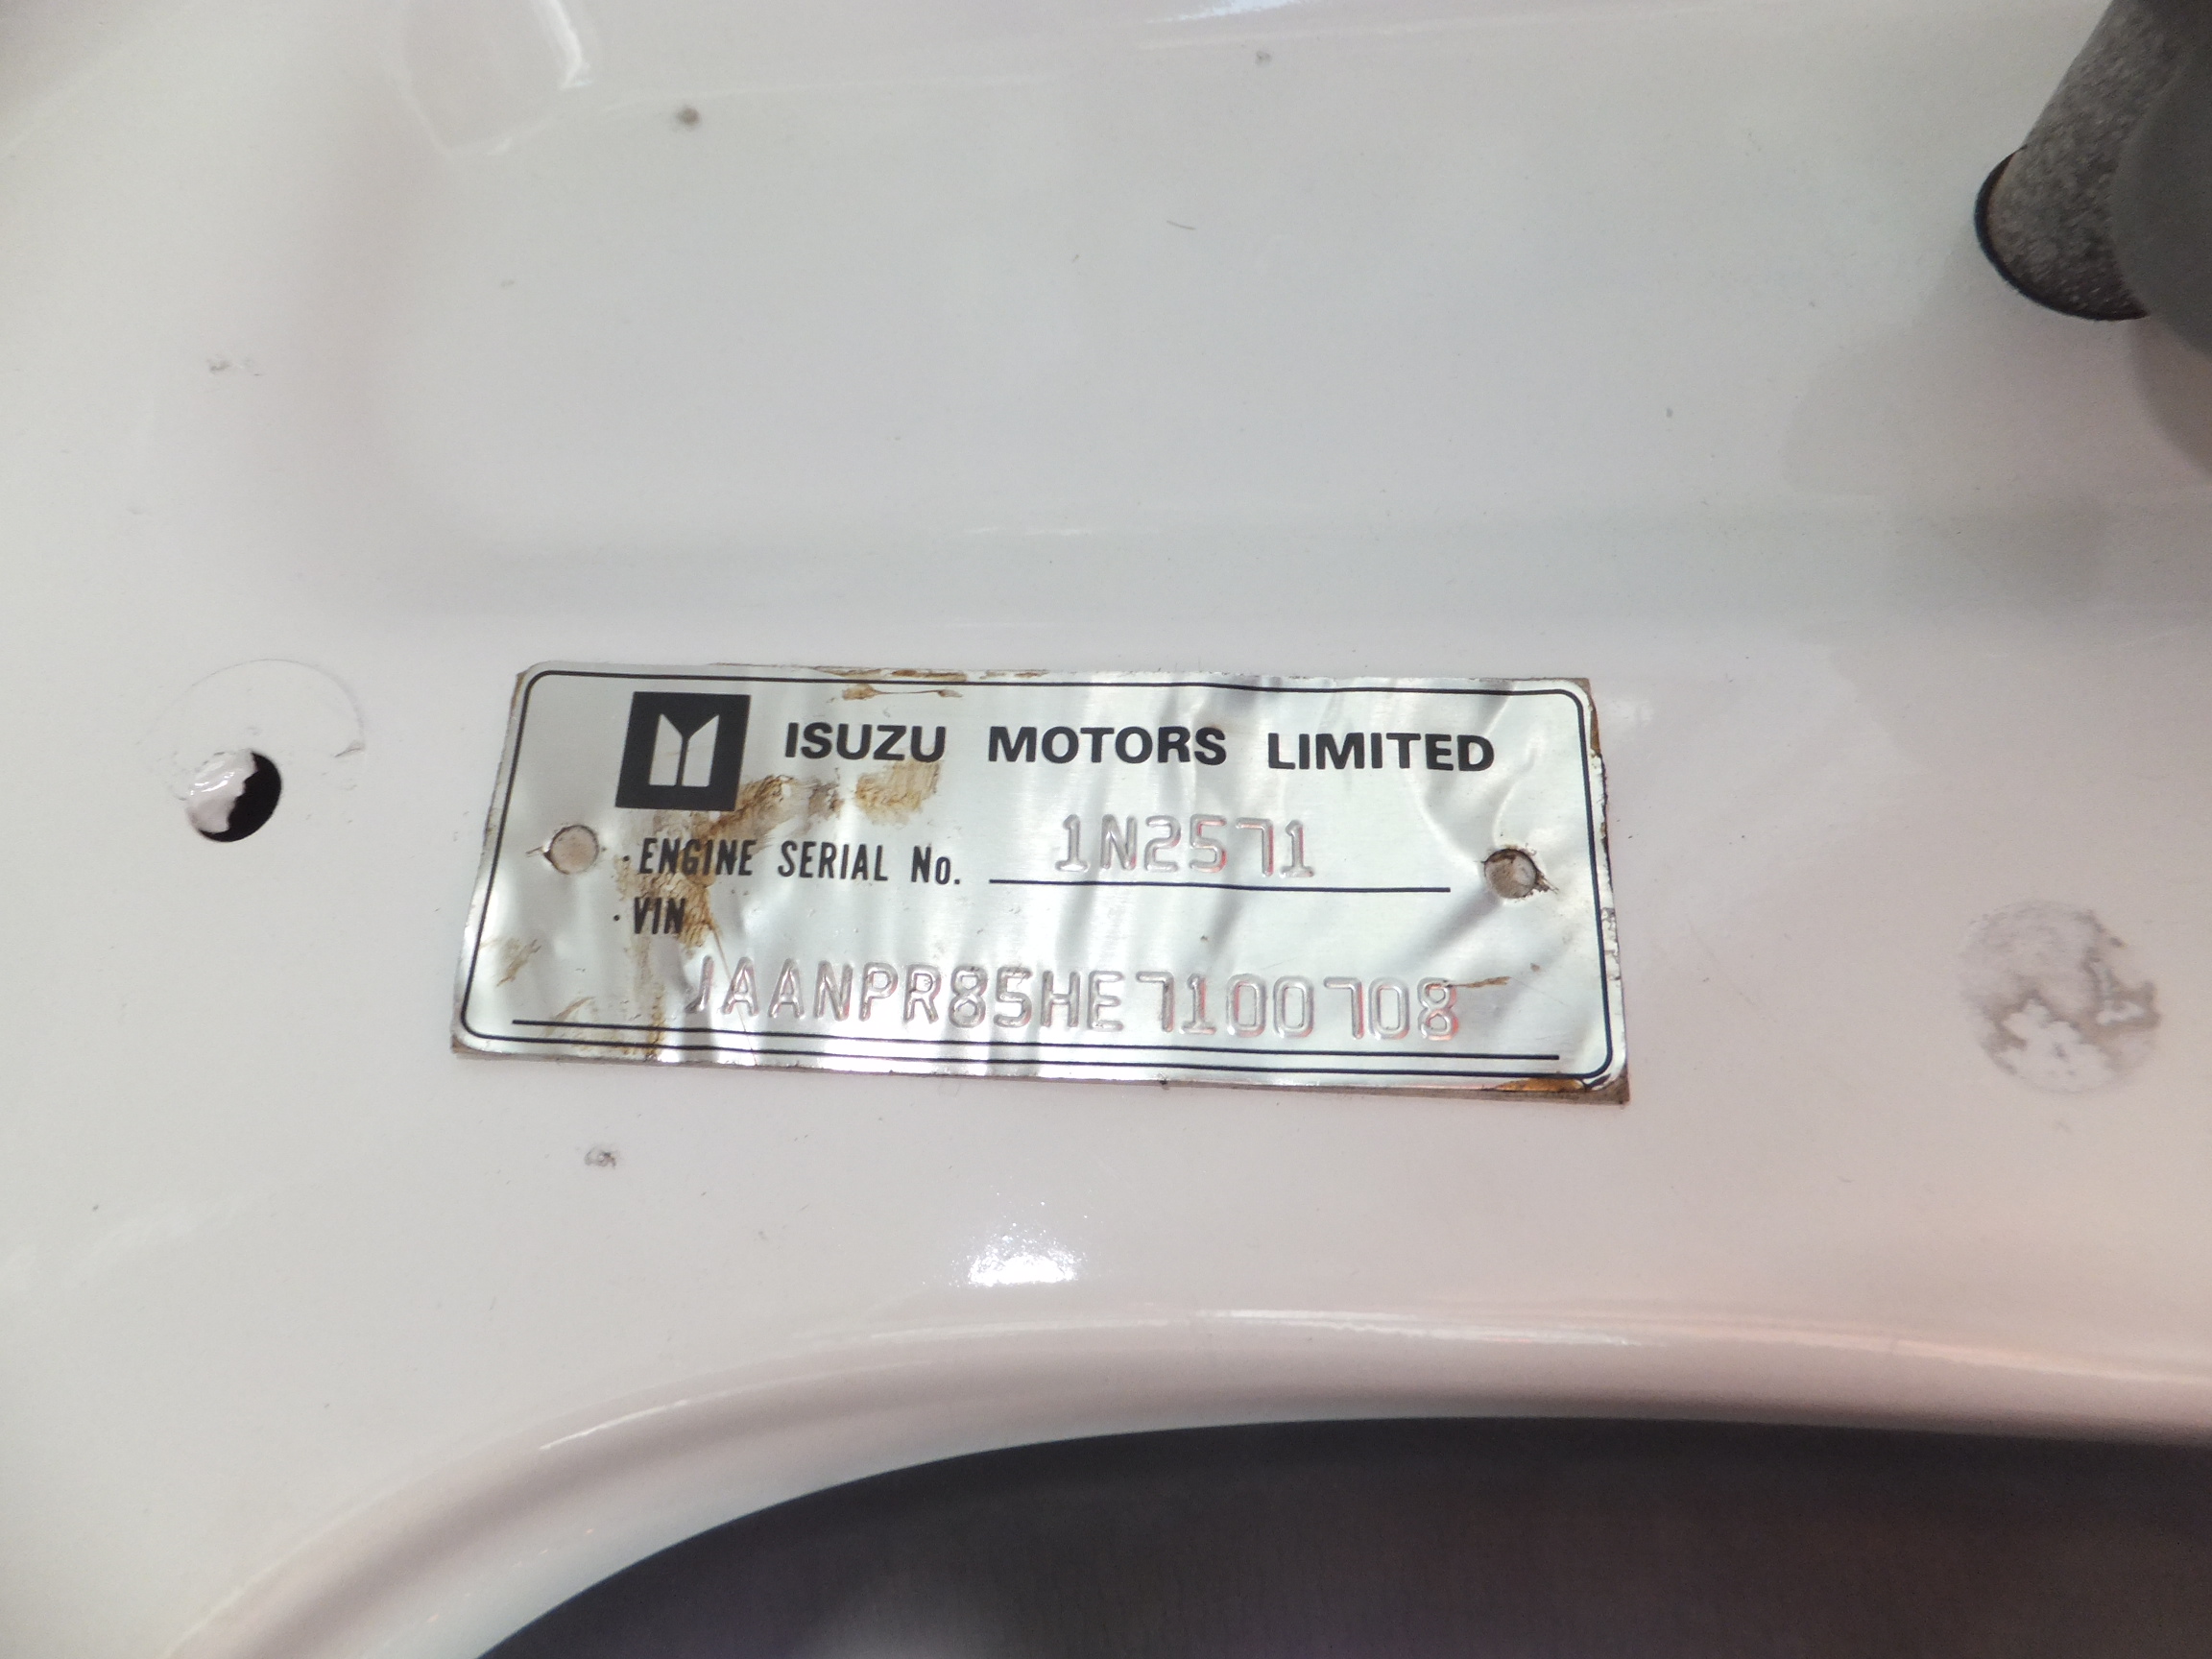 ISUZU MOTORS LIMITED
ENGINE SERIAL No. 1N2571
VIN
JAANPR85HE7100708